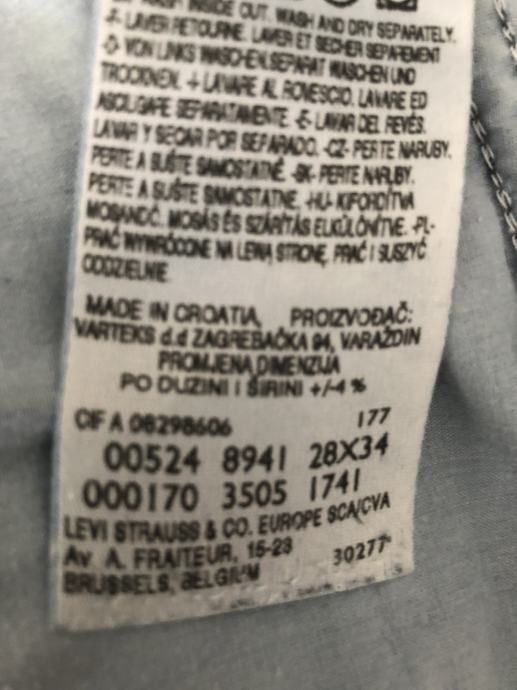 INSIDE OUT. WASH AND DRY SEPARATELY.
-F- LAVER RETOURNE. LAVER ET SECHER SEPAREMENT
-D- VON LINKS WASCHEN.SEPARAT WASCHEN UND
TROCKNEN. -I- LAVARE AL ROVESCIO. LAVARE ED
ASCIUGARE SEPARATAMENTE. -E- LAVAR DEL REVÉS.
LAVAR Y SECAR POR SEPARADO. -CZ- PERTE NARUBY.
PERTE A SUŠTE SAMOSTATNĚ. -SK- PERTE NARUBY.
PERTE A SUŠTE SAMOSTATNE. -HU- KIFORDÍTVA
MOSANDÓ. MOSÁS ÉS SZÁRÍTÁS ELKÜLÖNÍTVE. -PL-
PRAĆ WYWRÓCONE NA LEWĄ STRONĘ. PRAĆ I SUSZYĆ
ODDZIELNIE.
MADE IN CROATIA, PROIZVOĐAČ:
VARTEKS d.d ZAGREBAČKA 94, VARAŽDIN
PROMJENA DIMENZIJA
PO DUZINI I ŠIRINI +/-4 %
CIF A 08298606 177
00524 8941 28X34
000170 3505 1741
LEVI STRAUSS & CO. EUROPE SCA/CVA
Av A. FRAITEUR, 15-23 30277
BRUSSELS, BELGIUM